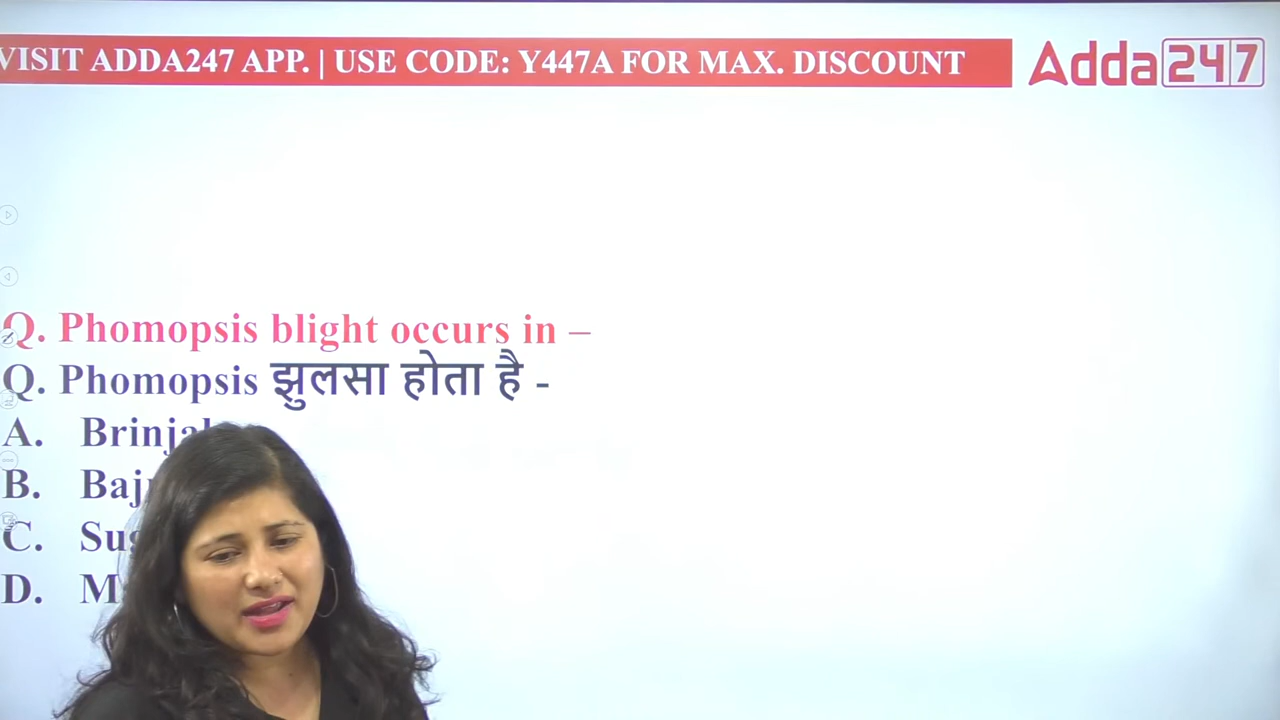 VISIT ADDA247 APP. | USE CODE: Y447A FOR MAX. DISCOUNT
Adda247
Q. Phomopsis blight occurs in –
Q. Phomopsis झुलसा होता है -
A. Brinjal
B.
C.
D.